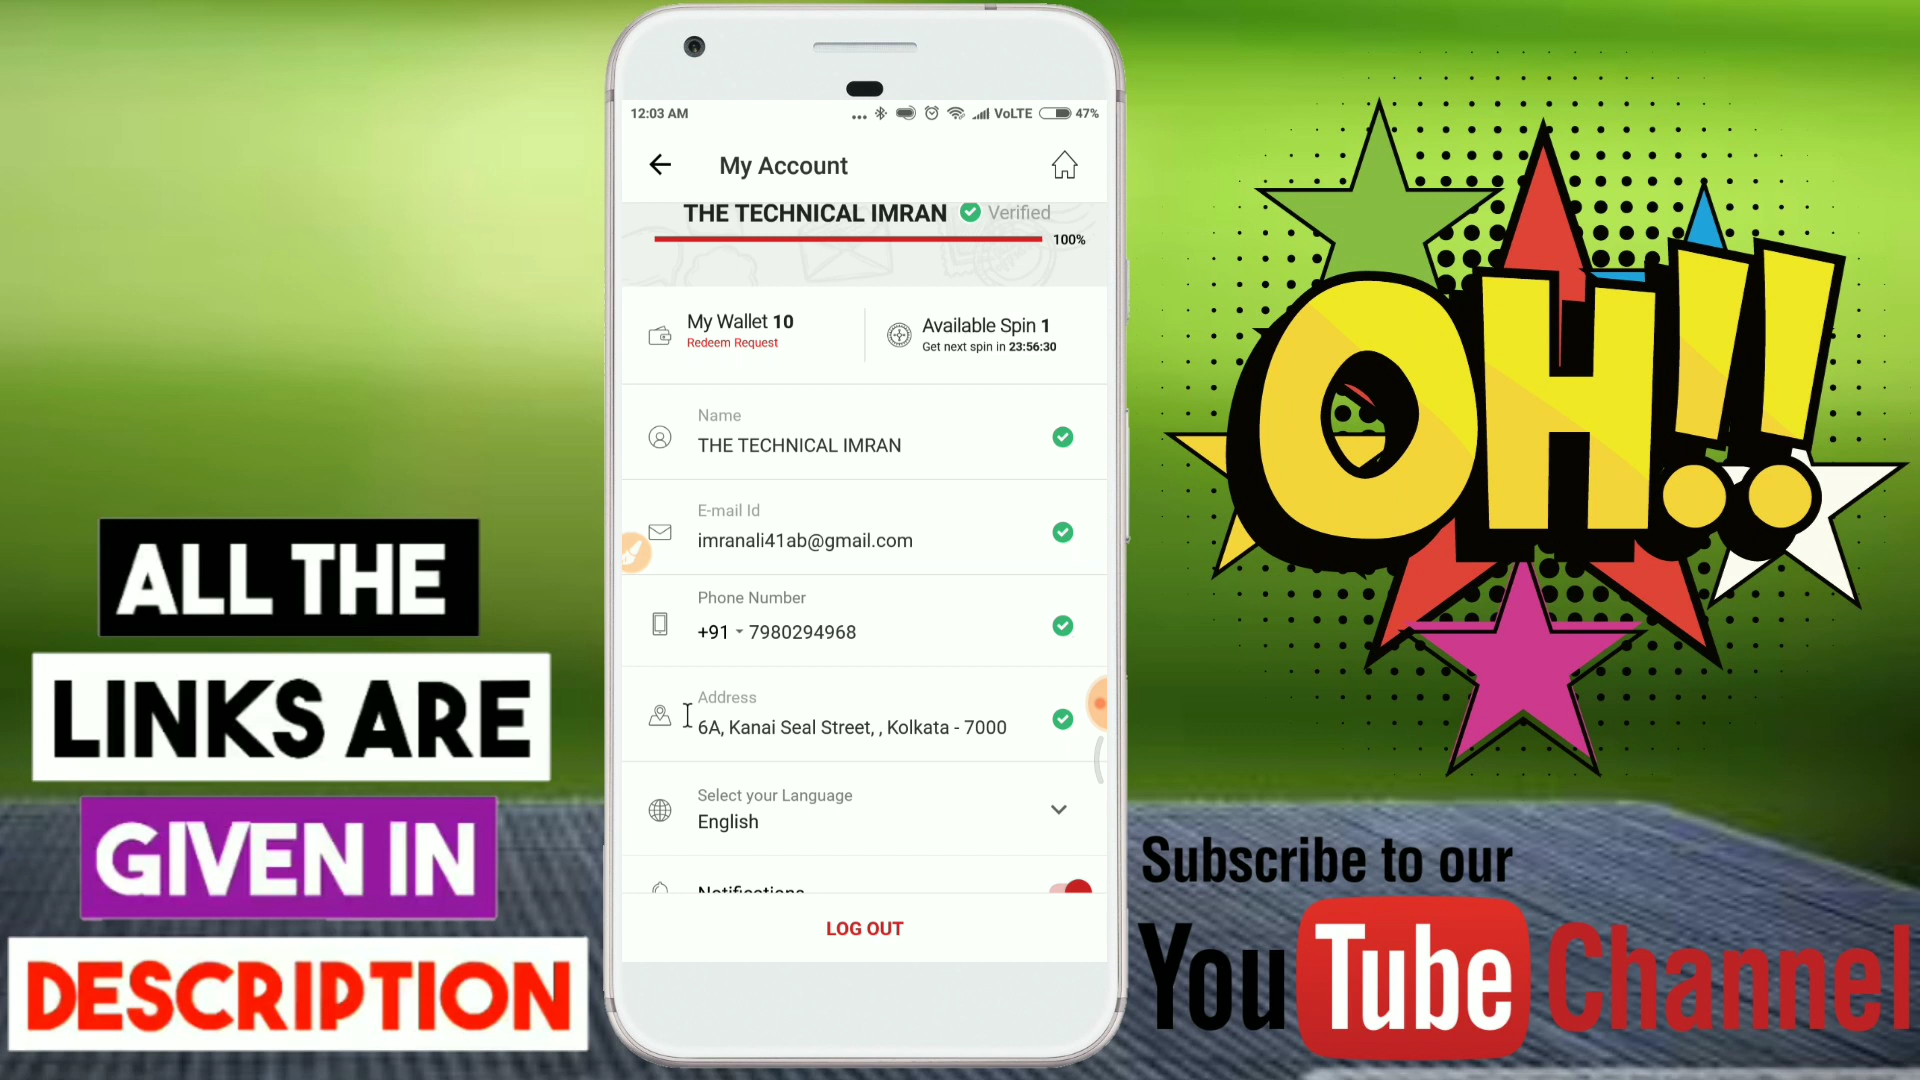 12:03 AM
VoLTE 47%
My Account
THE TECHNICAL IMRAN Verified
100%
My Wallet 10
Redeem Request
Available Spin 1
Get next spin in 23:56:30
Name
THE TECHNICAL IMRAN
E-mail Id
imranali41ab@gmail.com
Phone Number
+91 7980294968
Address
6A, Kanai Seal Street, , Kolkata - 7000
Select your Language
English
Notifications
LOG OUT
ALL THE
LINKS ARE
GIVEN IN
DESCRIPTION
OH!!
Subscribe to our
YouTube Channel